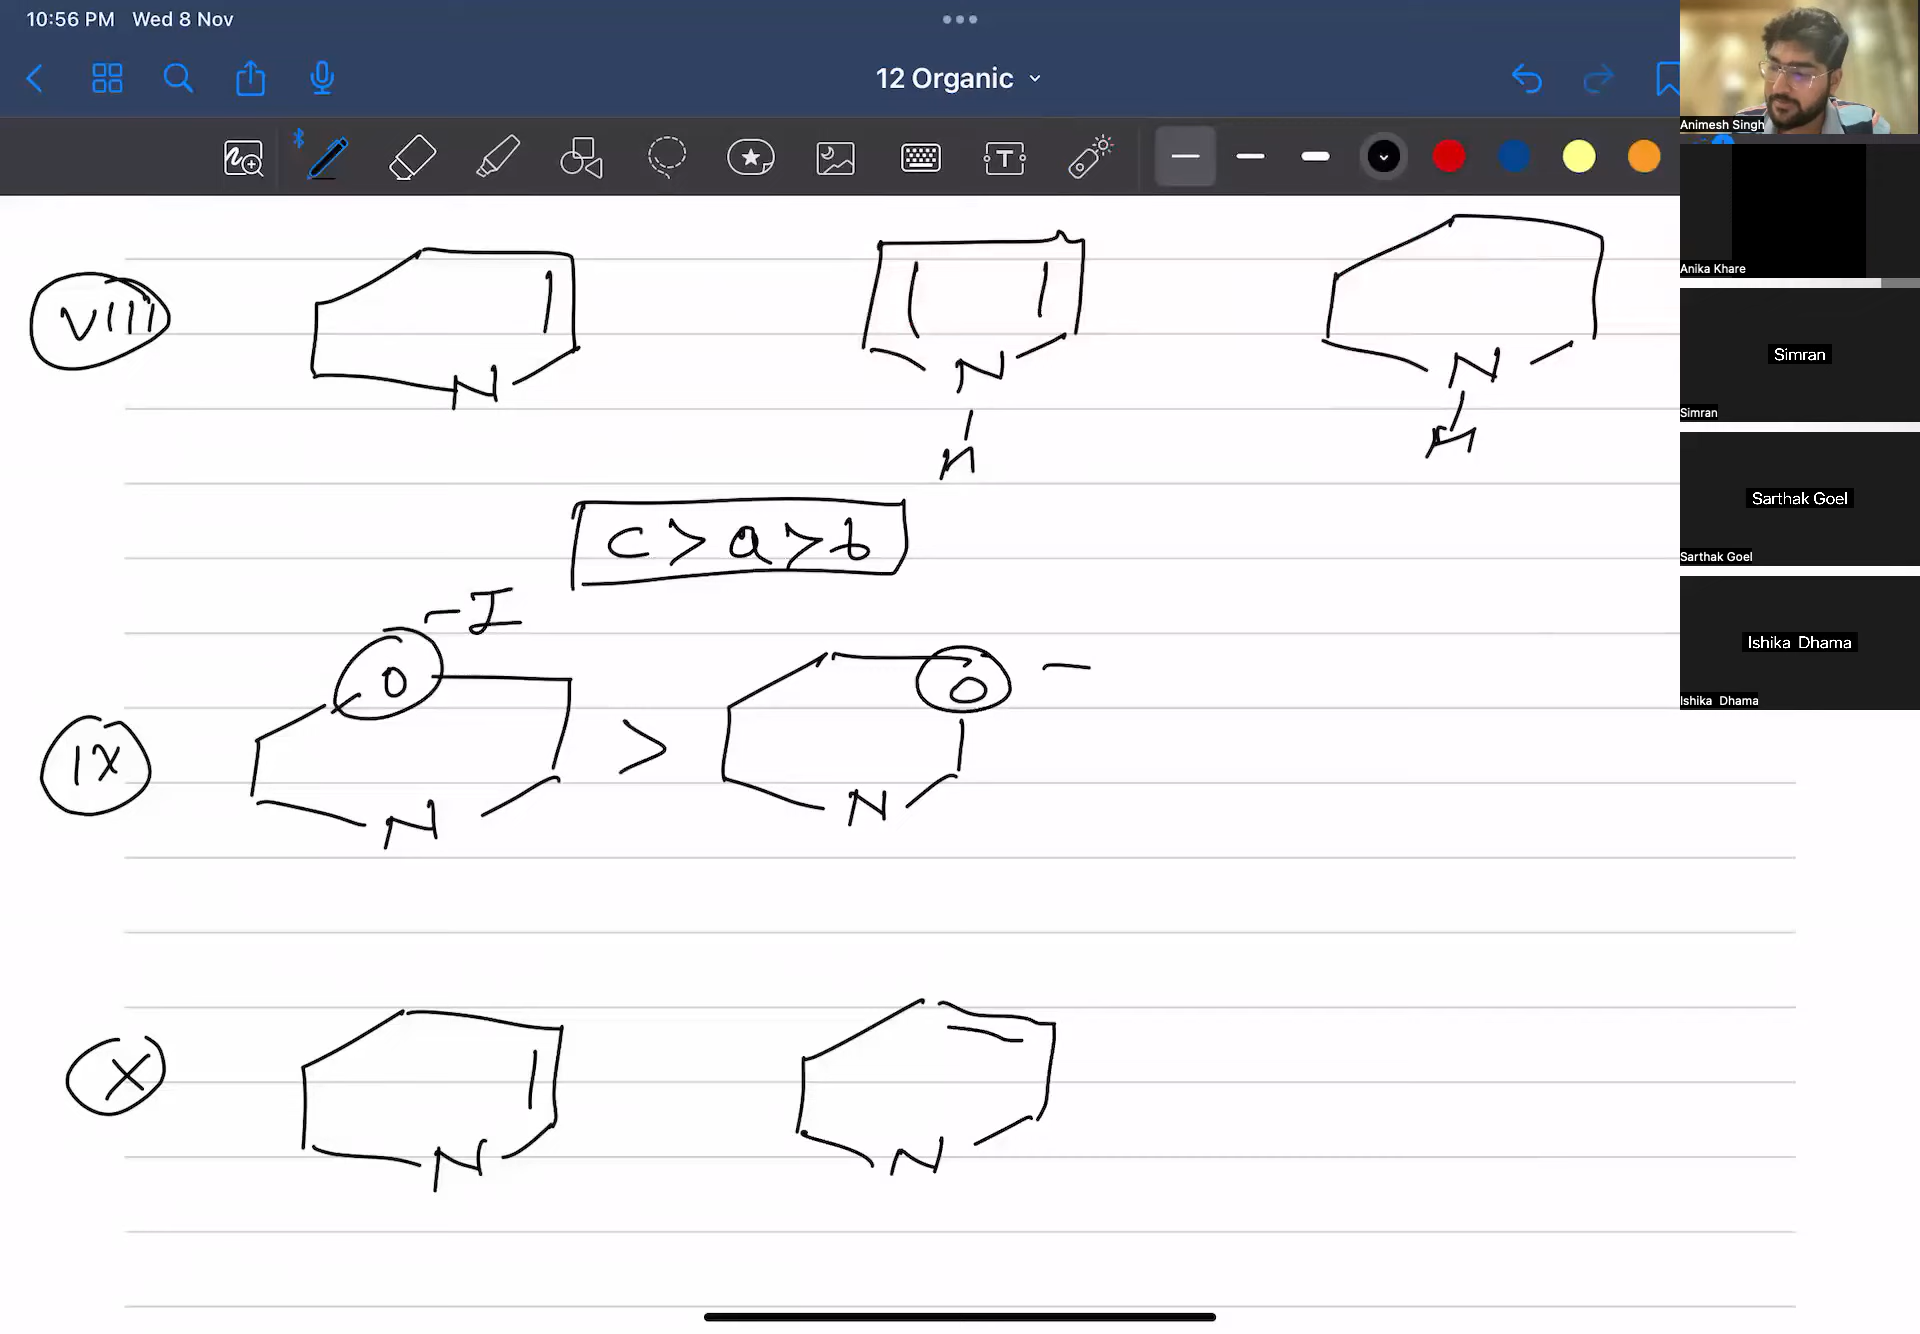 10:56 PM Wed 8 Nov
12 Organic
T
Animesh Singh
Anika Khare
Simran
Simran
Sarthak Goel
Sarthak Goel
Ishika Dhama
Ishika Dhama
VIII
N
N
H
N
H
c > a > b
-I
IX
O
N
>
O
-
N
X
N
N